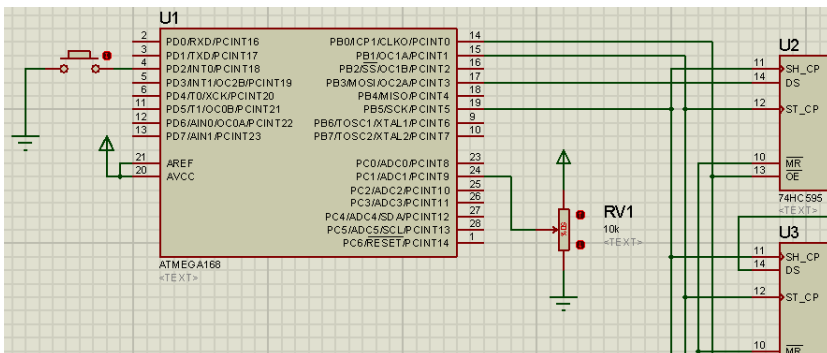 U1
2 PD0/RXD/PCINT16
3 PD1/TXD/PCINT17
4 PD2/INT0/PCINT18
5 PD3/INT1/OC2B/PCINT19
6 PD4/T0/XCK/PCINT20
11 PD5/T1/OC0B/PCINT21
12 PD6/AIN0/OC0A/PCINT22
13 PD7/AIN1/PCINT23
21 AREF
20 AVCC
PB0/ICP1/CLKO/PCINT0 14
PB1/OC1A/PCINT1 15
PB2/SS/OC1B/PCINT2 16
PB3/MOSI/OC2A/PCINT3 17
PB4/MISO/PCINT4 18
PB5/SCK/PCINT5 19
PB6/TOSC1/XTAL1/PCINT6 9
PB7/TOSC2/XTAL2/PCINT7 10
PC0/ADC0/PCINT8 23
PC1/ADC1/PCINT9 24
PC2/ADC2/PCINT10 25
PC3/ADC3/PCINT11 26
PC4/ADC4/SDA/PCINT12 27
PC5/ADC5/SCL/PCINT13 28
PC6/RESET/PCINT14 1
ATMEGA168
<TEXT>
RV1
10k
<TEXT>
U2
11 SH_CP
14 DS
12 ST_CP
10 MR
13 OE
74HC595
<TEXT>
U3
11 SH_CP
14 DS
12 ST_CP
10 MR